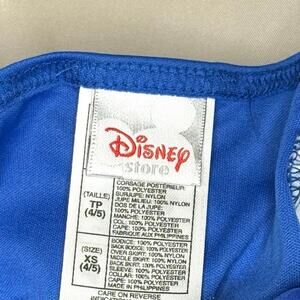 Disney
store
(TAILLE)
TP
(4/5)
CORSAGE POSTÉRIEUR:
100% POLYESTER
DESSUS: NYLON
JUPE MILIEU: 100% NYLON
DOS DE LA JUPE:
100% POLYESTER
MANCHE: 100% POLYESTER
COL: 100% POLYESTER
CAPE: 100% POLYESTER
FABRIQUE AUX PHILIPPINES
(SIZE)
XS
(4/5)
BODICE: 100% POLYESTER
BODICE BACK: 100% POLYESTER
OVER SKIRT: 100% NYLON
MIDDLE SKIRT: 100% NYLON
BACK SKIRT: 100% POLYESTER
SLEEVE: 100% POLYESTER
COLLAR: 100% POLYESTER
CAPE: 100% POLYESTER
MADE IN PHILIPPINES
CARE ON REVERSE